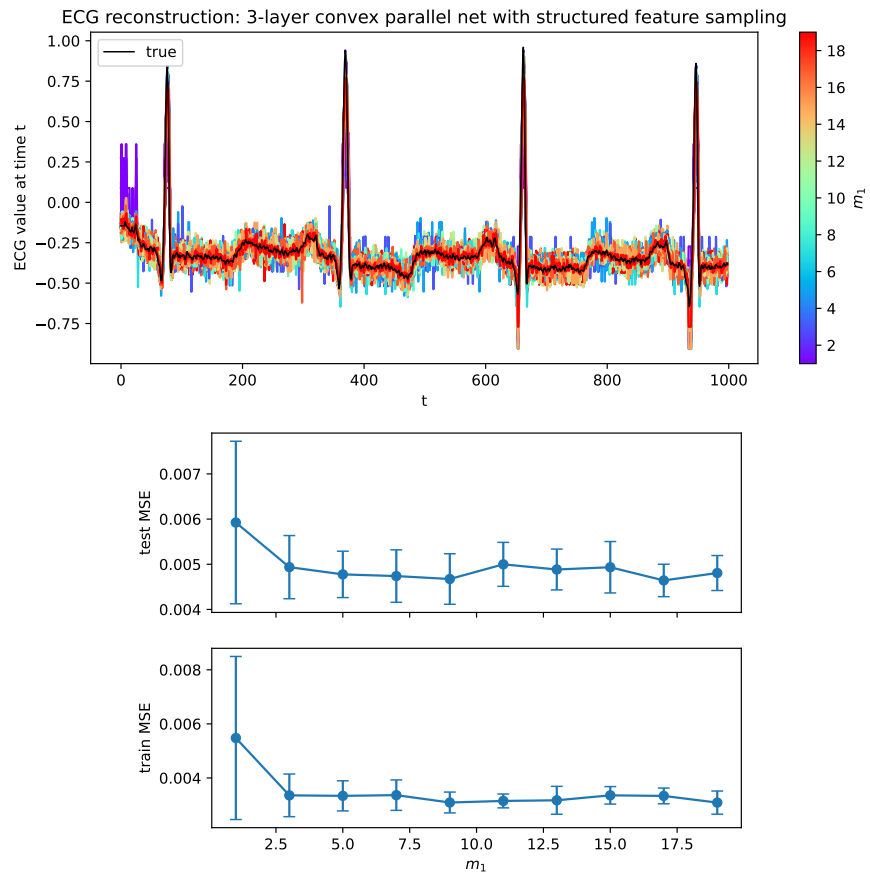 ECG reconstruction: 3-layer convex parallel net with structured feature sampling
true
ECG value at time t
1.00
0.75
0.50
0.25
0.00
−0.25
−0.50
−0.75
0 200 400 600 800 1000
t
18
16
14
12
10
8
6
4
2
m₁
test MSE
0.007
0.006
0.005
0.004
train MSE
0.008
0.006
0.004
2.5 5.0 7.5 10.0 12.5 15.0 17.5
m₁